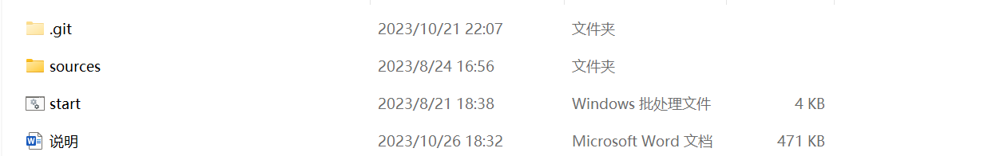 .git 2023/10/21 22:07 文件夹
sources 2023/8/24 16:56 文件夹
start 2023/8/21 18:38 Windows 批处理文件 4 KB
说明 2023/10/26 18:32 Microsoft Word 文档 471 KB